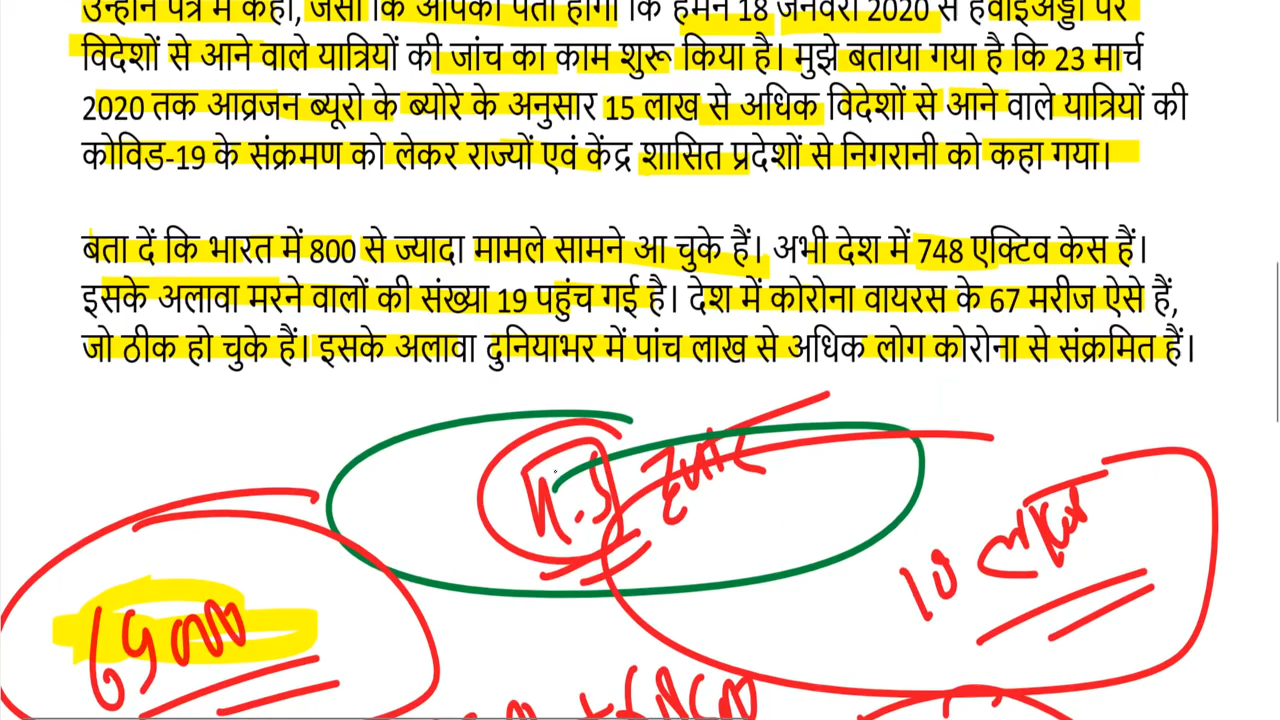 उन्होंने पत्र में कहा, जैसा कि आपको पता होगा कि हमने 18 जनवरी 2020 से हवाईअड्डों पर
विदेशों से आने वाले यात्रियों की जांच का काम शुरू किया है। मुझे बताया गया है कि 23 मार्च
2020 तक आव्रजन ब्यूरो के ब्योरे के अनुसार 15 लाख से अधिक विदेशों से आने वाले यात्रियों की
कोविड-19 के संक्रमण को लेकर राज्यों एवं केंद्र शासित प्रदेशों से निगरानी को कहा गया।
बता दें कि भारत में 800 से ज्यादा मामले सामने आ चुके हैं। अभी देश में 748 एक्टिव केस हैं।
इसके अलावा मरने वालों की संख्या 19 पहुंच गई है। देश में कोरोना वायरस के 67 मरीज ऐसे हैं,
जो ठीक हो चुके हैं। इसके अलावा दुनियाभर में पांच लाख से अधिक लोग कोरोना से संक्रमित हैं।
10
65000